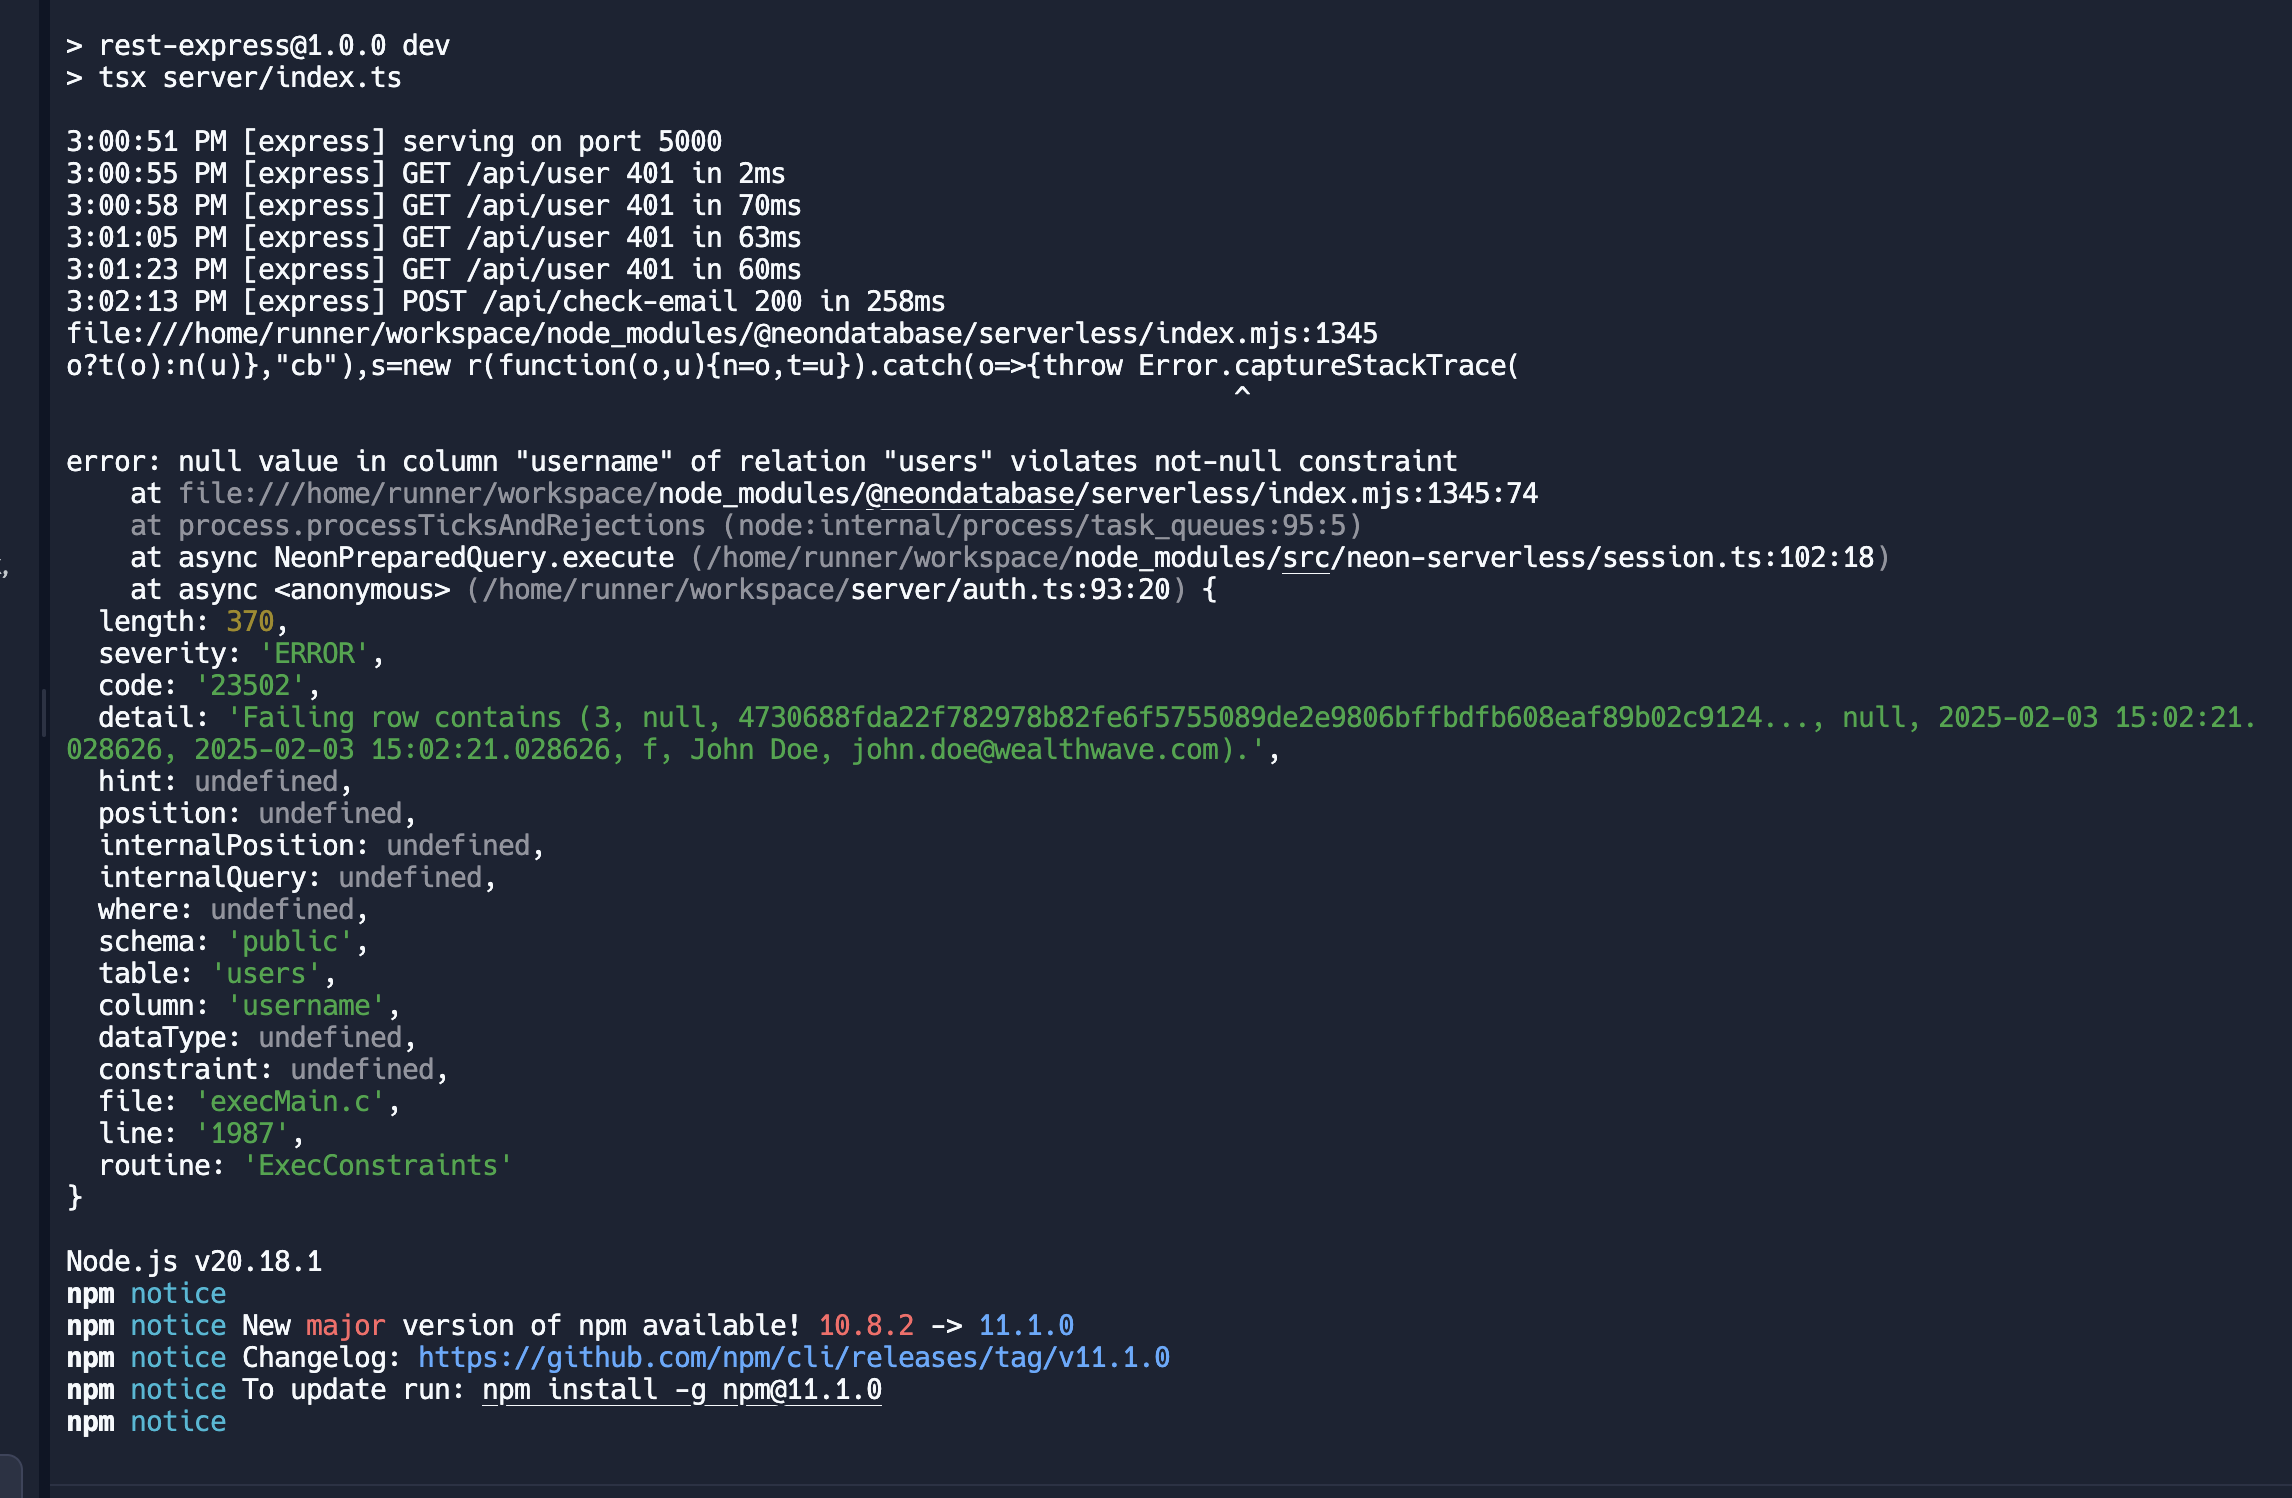 > rest-express@1.0.0 dev
> tsx server/index.ts
3:00:51 PM [express] serving on port 5000
3:00:55 PM [express] GET /api/user 401 in 2ms
3:00:58 PM [express] GET /api/user 401 in 70ms
3:01:05 PM [express] GET /api/user 401 in 63ms
3:01:23 PM [express] GET /api/user 401 in 60ms
3:02:13 PM [express] POST /api/check-email 200 in 258ms
file:///home/runner/workspace/node_modules/@neondatabase/serverless/index.mjs:1345
o?t(o):n(u)},"cb"),s=new r(function(o,u){n=o,t=u}).catch(o=>{throw Error.captureStackTrace(
^
error: null value in column "username" of relation "users" violates not-null constraint
    at file:///home/runner/workspace/node_modules/@neondatabase/serverless/index.mjs:1345:74
    at process.processTicksAndRejections (node:internal/process/task_queues:95:5)
    at async NeonPreparedQuery.execute (/home/runner/workspace/node_modules/src/neon-serverless/session.ts:102:18)
    at async <anonymous> (/home/runner/workspace/server/auth.ts:93:20) {
  length: 370,
  severity: 'ERROR',
  code: '23502',
  detail: 'Failing row contains (3, null, 4730688fda22f782978b82fe6f5755089de2e9806bffbdfb608eaf89b02c9124..., null, 2025-02-03 15:02:21.
028626, 2025-02-03 15:02:21.028626, f, John Doe, john.doe@wealthwave.com).',
  hint: undefined,
  position: undefined,
  internalPosition: undefined,
  internalQuery: undefined,
  where: undefined,
  schema: 'public',
  table: 'users',
  column: 'username',
  dataType: undefined,
  constraint: undefined,
  file: 'execMain.c',
  line: '1987',
  routine: 'ExecConstraints'
}
Node.js v20.18.1
npm notice
npm notice New major version of npm available! 10.8.2 -> 11.1.0
npm notice Changelog: https://github.com/npm/cli/releases/tag/v11.1.0
npm notice To update run: npm install -g npm@11.1.0
npm notice